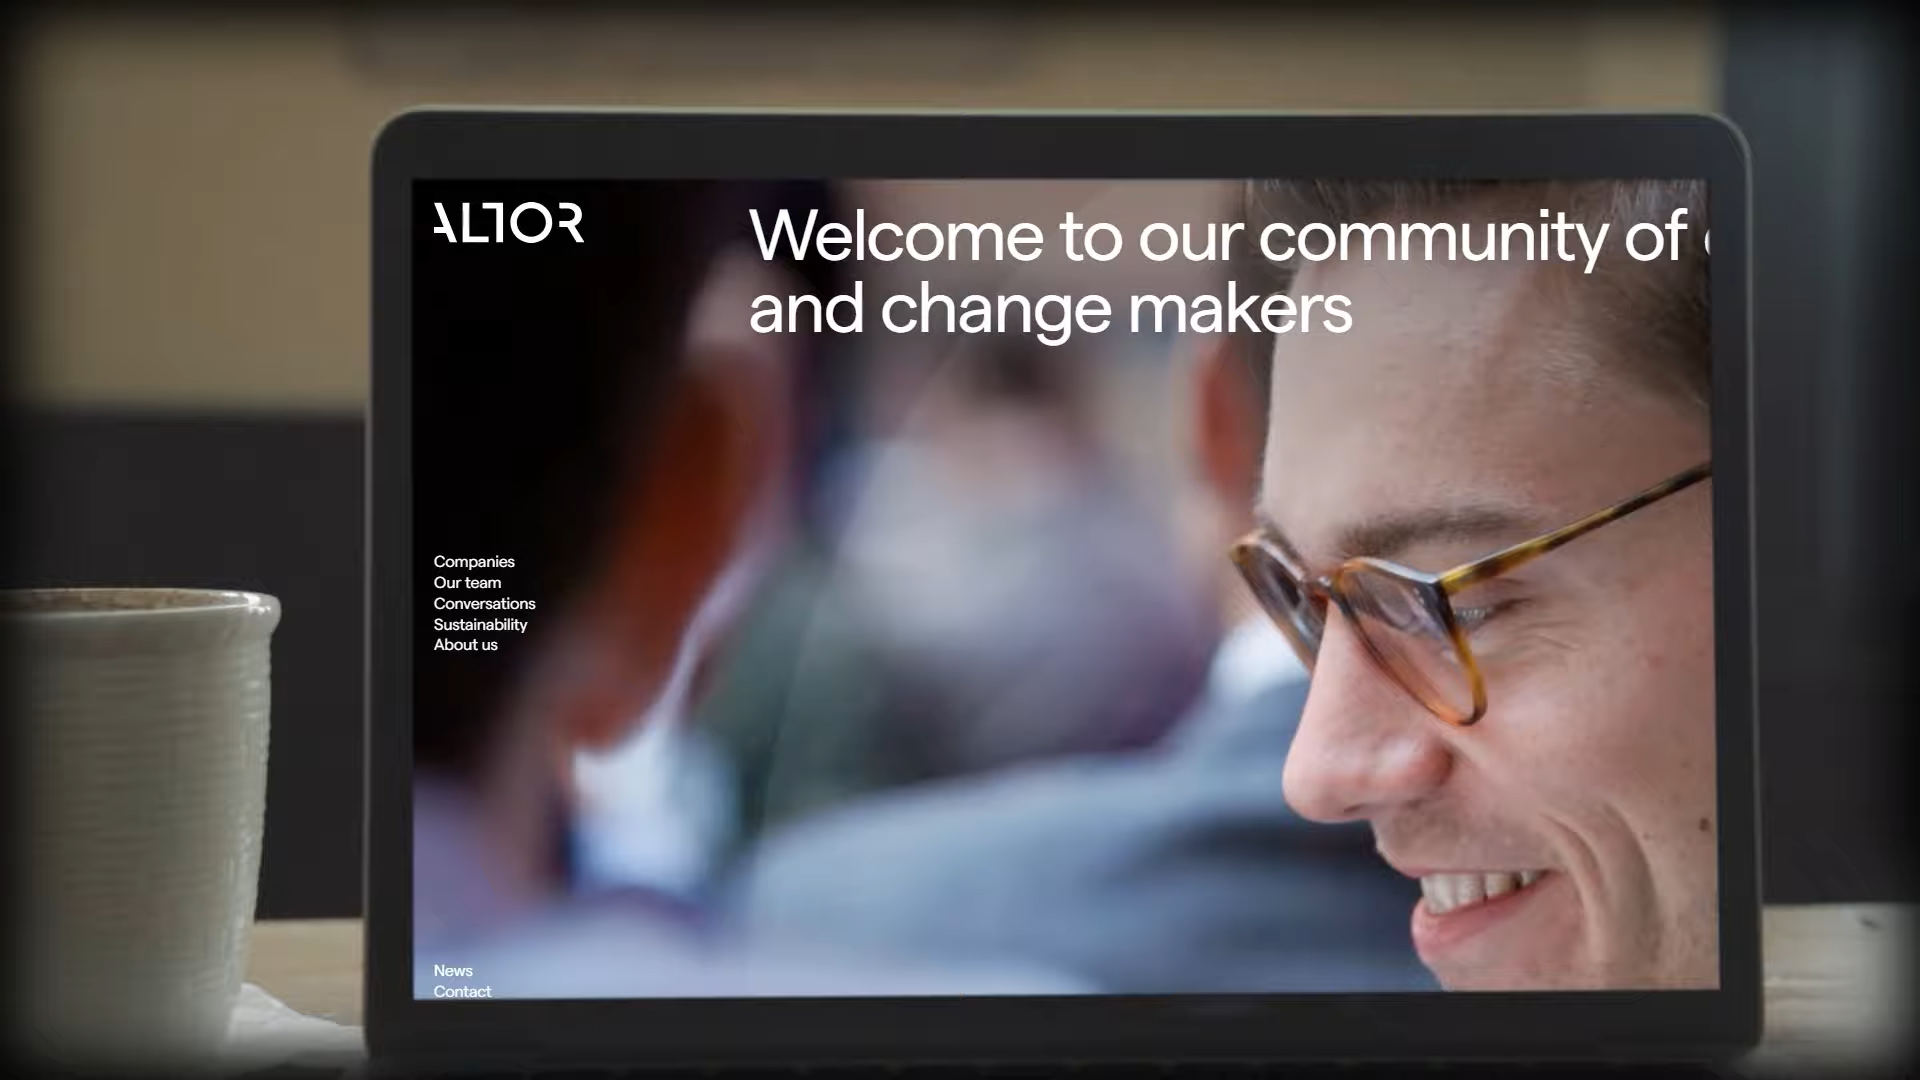 ALTOR
Welcome to our community of
and change makers
Companies
Our team
Conversations
Sustainability
About us
News
Contact